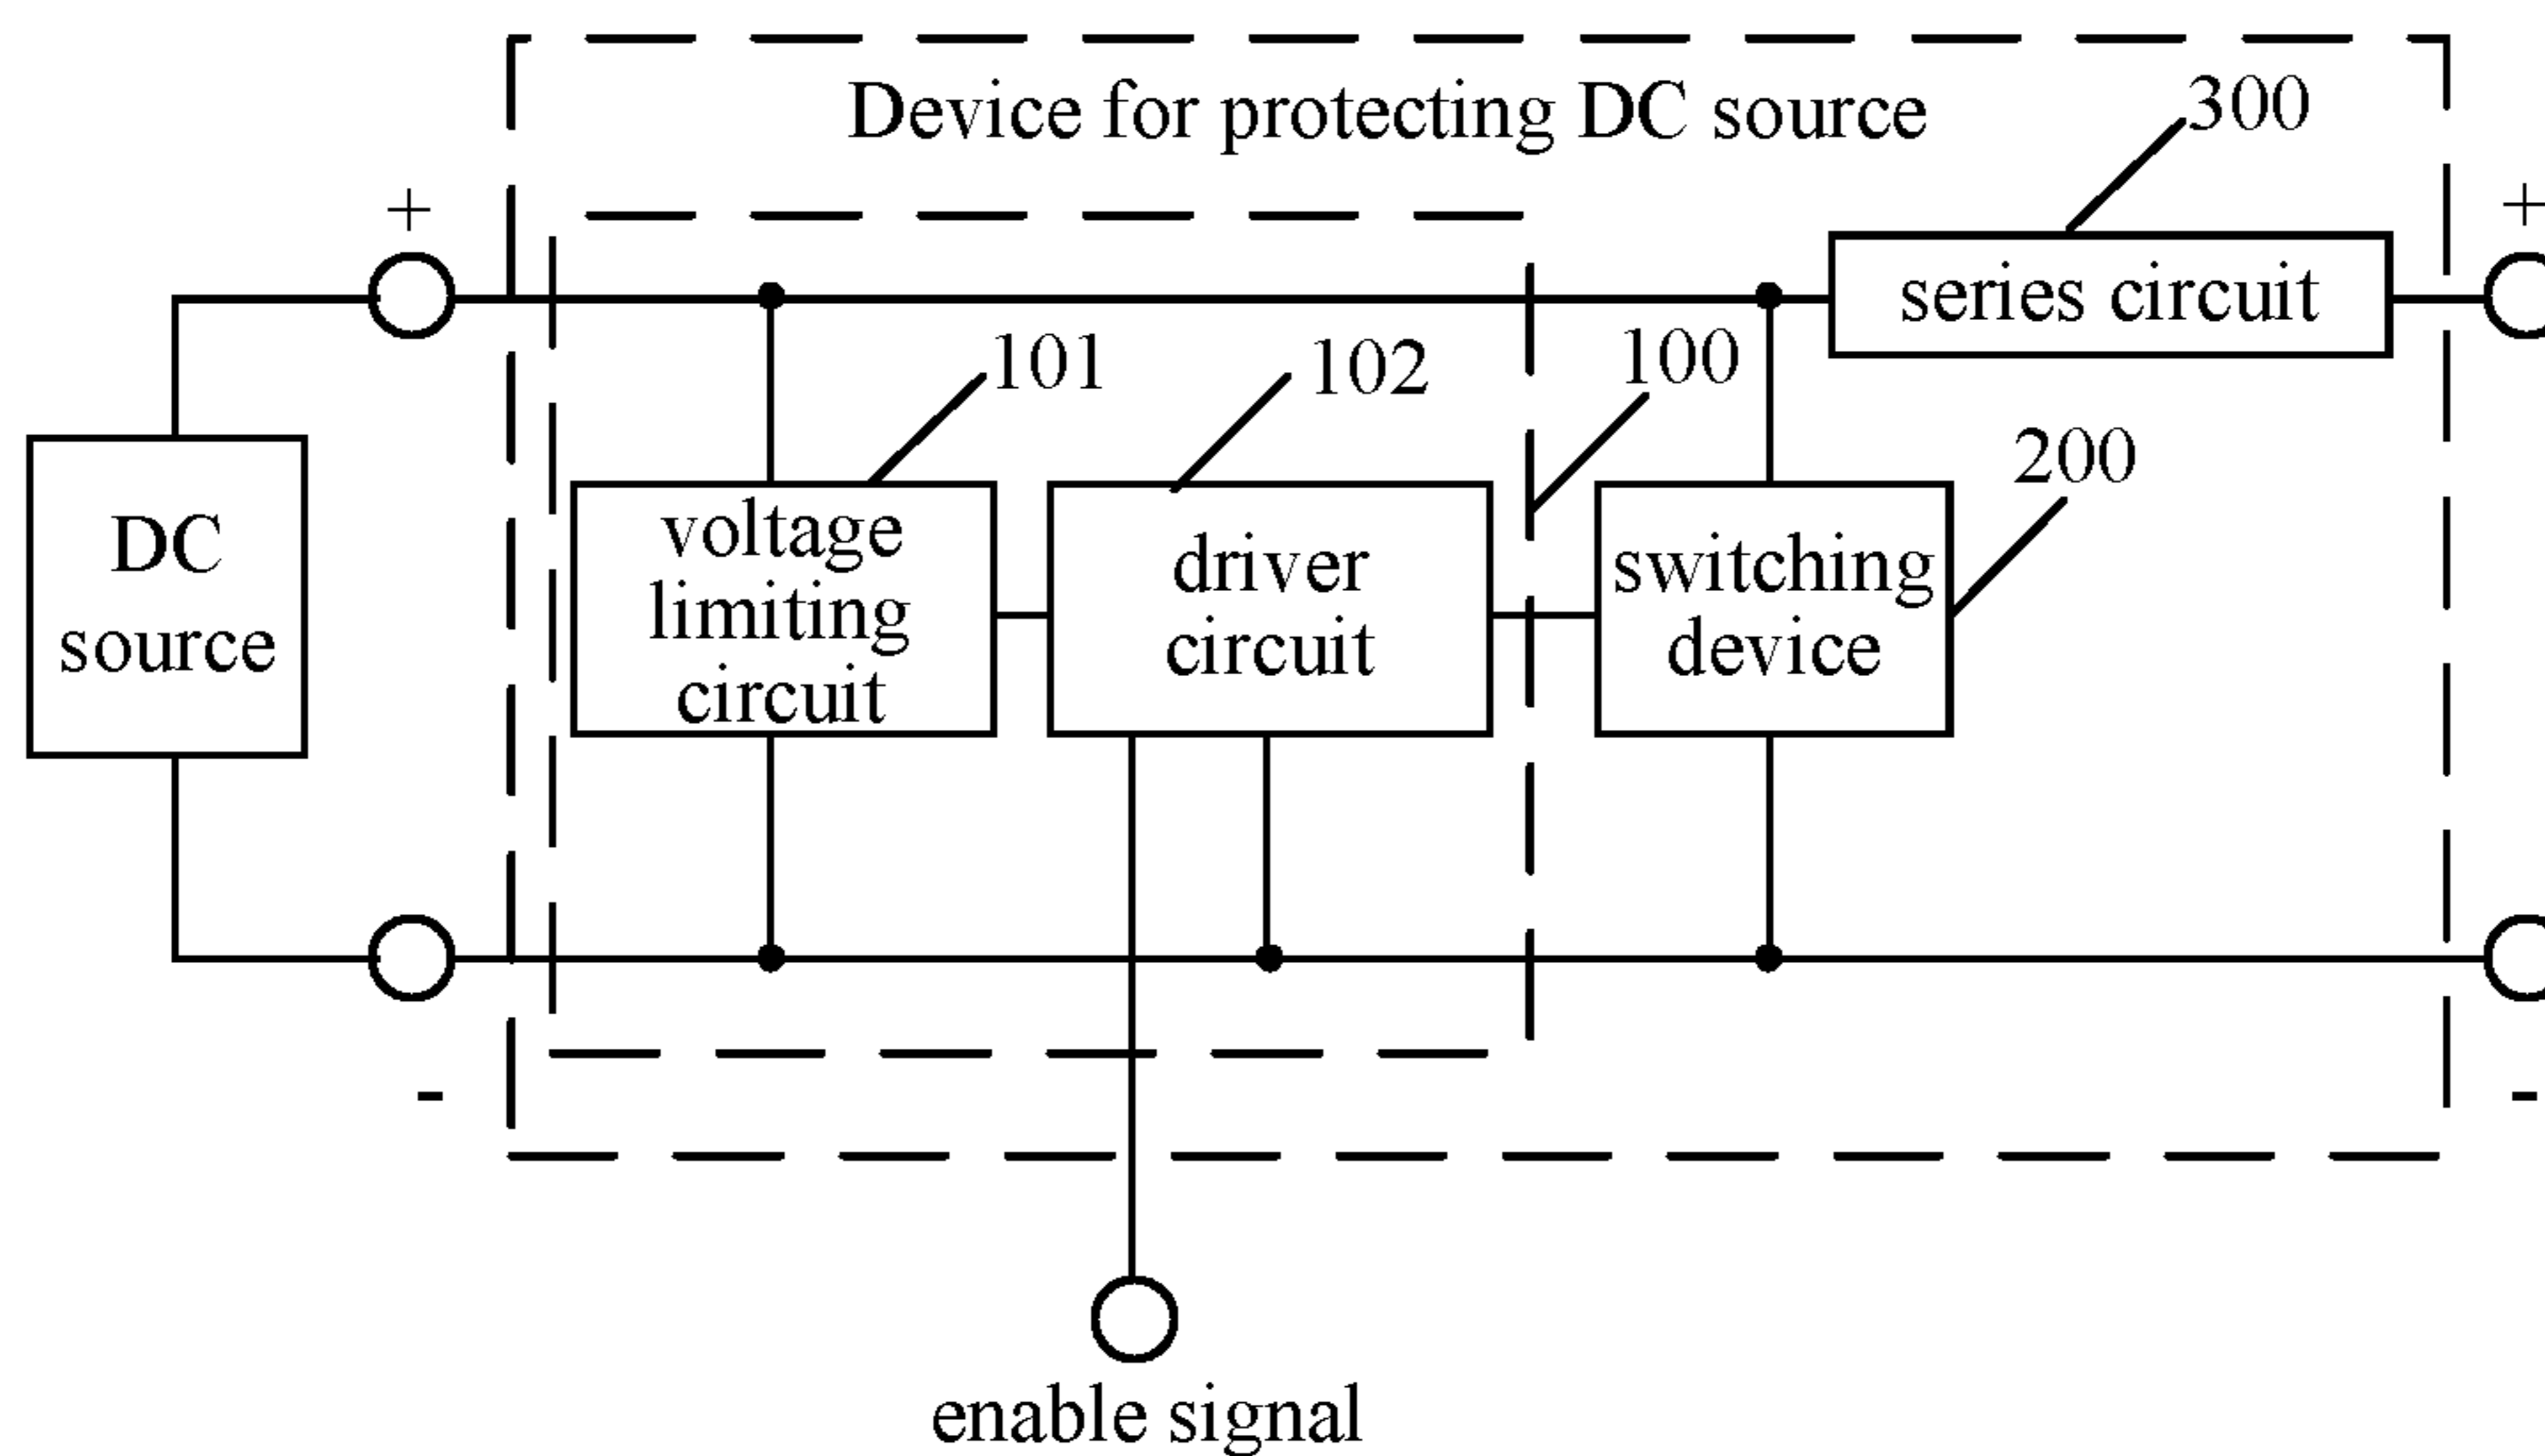 Device for protecting DC source
300
+
+
series circuit
101
102
100
200
DC
source
voltage
limiting
circuit
driver
circuit
switching
device
-
-
enable signal